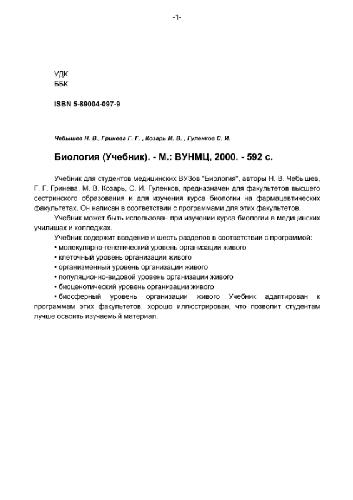 -1-
УДК
ББК
ISBN 5-89004-097-9
Чебышев Н. В., Гринева Г. Г., Козарь М. В., Гуленков С. И.
Биология (Учебник). - М.: ВУНМЦ, 2000. - 592 с.
Учебник для студентов медицинских ВУЗов "Биология", авторы Н. В. Чебышев,
Г. Г. Гринева, М. В. Козарь, С. И. Гуленков, предназначен для факультетов высшего
сестринского образования и для изучения курса биологии на фармацевтических
факультетах. Он написан в соответствии с программами для этих факультетов.
Учебник может быть использован при изучении курса биологии в медицинских
училищах и колледжах.
Учебник содержит введение и шесть разделов в соответствии с программой:
• молекулярно-генетический уровень организации живого
• клеточный уровень организации живого
• организменный уровень организации живого
• популяционно-видовой уровень организации живого
• биоценотический уровень организации живого
• биосферный уровень организации живого Учебник адаптирован к
программам этих факультетов, хорошо иллюстрирован, что позволит студентам
лучше освоить изучаемый материал.